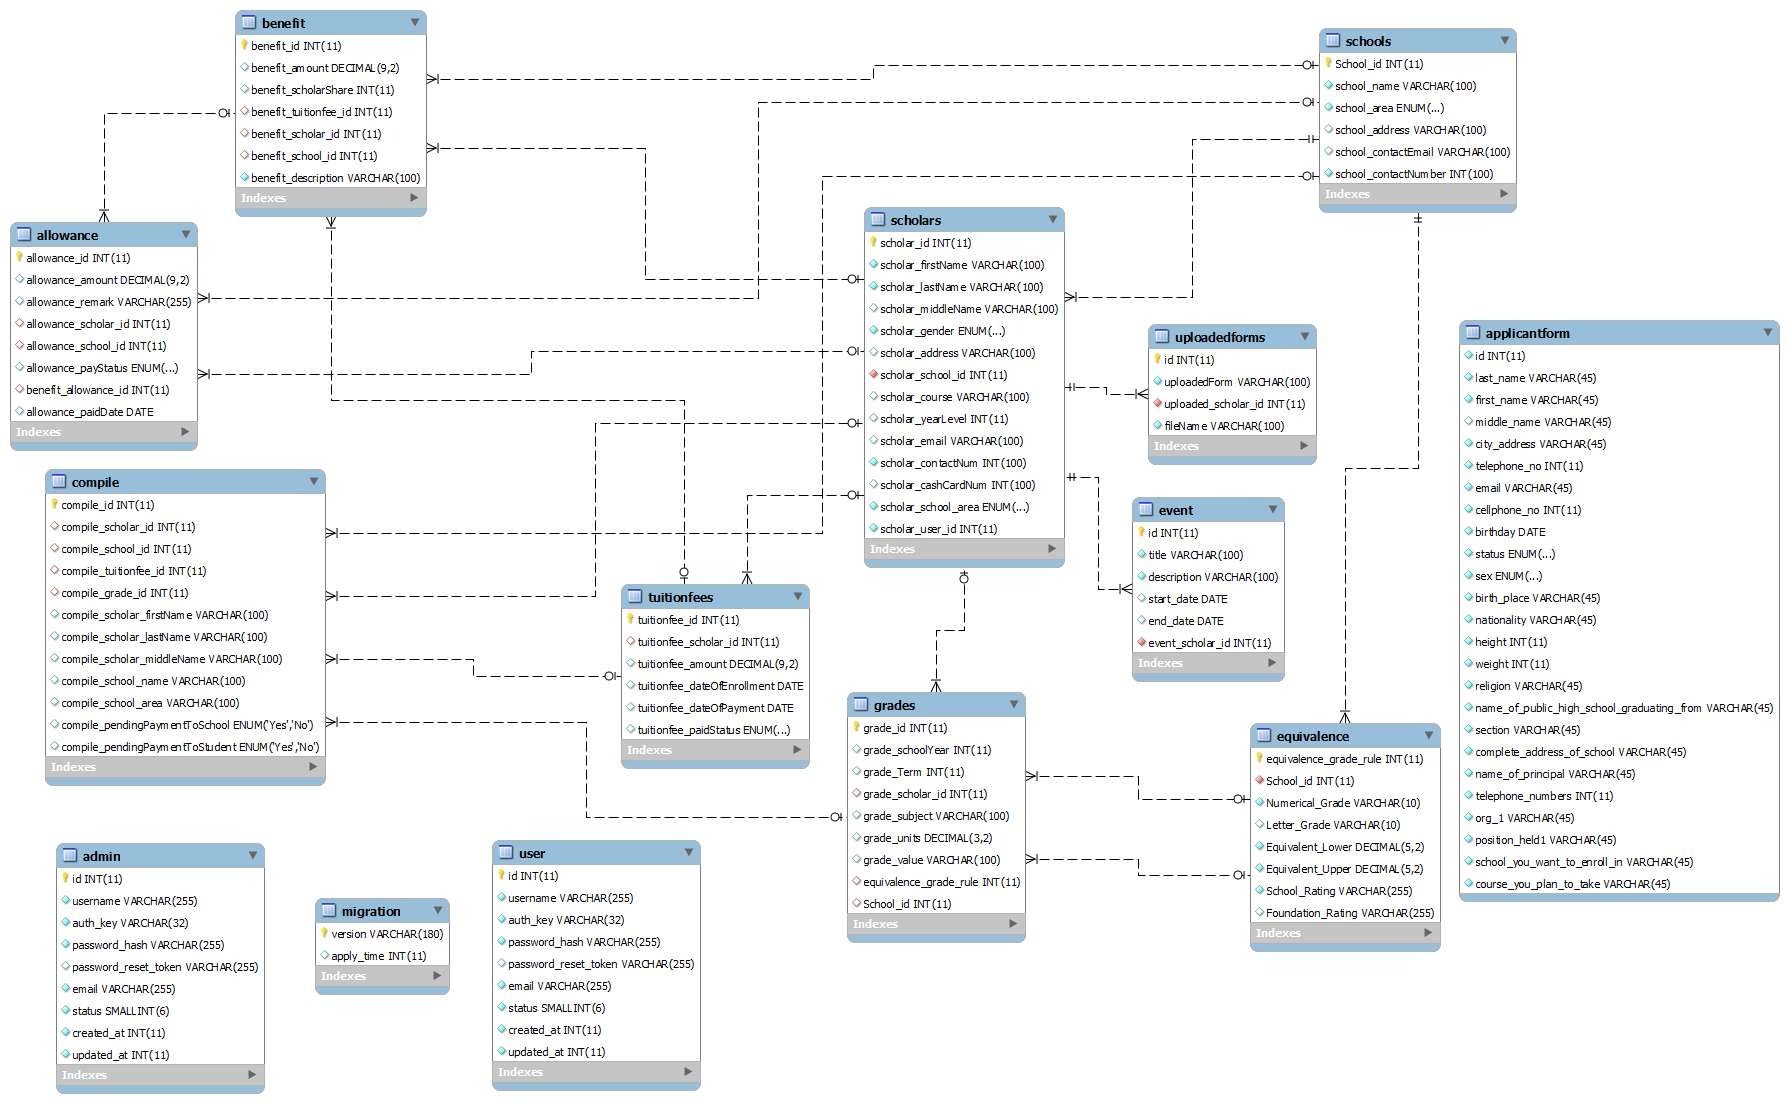 benefit
benefit_id INT(11)
benefit_amount DECIMAL(9,2)
benefit_scholarShare INT(11)
benefit_tuitionfee_id INT(11)
benefit_scholar_id INT(11)
benefit_school_id INT(11)
benefit_description VARCHAR(100)
Indexes
schools
School_id INT(11)
school_name VARCHAR(100)
school_area ENUM(...)
school_address VARCHAR(100)
school_contactEmail VARCHAR(100)
school_contactNumber INT(100)
Indexes
allowance
allowance_id INT(11)
allowance_amount DECIMAL(9,2)
allowance_remark VARCHAR(255)
allowance_scholar_id INT(11)
allowance_school_id INT(11)
allowance_payStatus ENUM(...)
benefit_allowance_id INT(11)
allowance_paidDate DATE
Indexes
scholars
scholar_id INT(11)
scholar_firstName VARCHAR(100)
scholar_lastName VARCHAR(100)
scholar_middleName VARCHAR(100)
scholar_gender ENUM(...)
scholar_address VARCHAR(100)
scholar_school_id INT(11)
scholar_course VARCHAR(100)
scholar_yearLevel INT(11)
scholar_email VARCHAR(100)
scholar_contactNum INT(100)
scholar_cashCardNum INT(100)
scholar_school_area ENUM(...)
scholar_user_id INT(11)
Indexes
uploadedforms
id INT(11)
uploadedForm VARCHAR(100)
uploaded_scholar_id INT(11)
fileName VARCHAR(100)
Indexes
applicantform
id INT(11)
last_name VARCHAR(45)
first_name VARCHAR(45)
middle_name VARCHAR(45)
city_address VARCHAR(45)
telephone_no INT(11)
email VARCHAR(45)
cellphone_no INT(11)
birthday DATE
status ENUM(...)
sex ENUM(...)
birth_place VARCHAR(45)
nationality VARCHAR(45)
height INT(11)
weight INT(11)
religion VARCHAR(45)
name_of_public_high_school_graduating_from VARCHAR(45)
section VARCHAR(45)
complete_address_of_school VARCHAR(45)
name_of_principal VARCHAR(45)
telephone_numbers INT(11)
org_1 VARCHAR(45)
position_held1 VARCHAR(45)
school_you_want_to_enroll_in VARCHAR(45)
course_you_plan_to_take VARCHAR(45)
compile
compile_id INT(11)
compile_scholar_id INT(11)
compile_school_id INT(11)
compile_tuitionfee_id INT(11)
compile_grade_id INT(11)
compile_scholar_firstName VARCHAR(100)
compile_scholar_lastName VARCHAR(100)
compile_scholar_middleName VARCHAR(100)
compile_school_name VARCHAR(100)
compile_school_area VARCHAR(100)
compile_pendingPaymentToSchool ENUM('Yes','No')
compile_pendingPaymentToStudent ENUM('Yes','No')
Indexes
event
id INT(11)
title VARCHAR(100)
description VARCHAR(100)
start_date DATE
end_date DATE
event_scholar_id INT(11)
Indexes
tuitionfees
tuitionfee_id INT(11)
tuitionfee_scholar_id INT(11)
tuitionfee_amount DECIMAL(9,2)
tuitionfee_dateOfEnrollment DATE
tuitionfee_dateOfPayment DATE
tuitionfee_paidStatus ENUM(...)
Indexes
grades
grade_id INT(11)
grade_schoolYear INT(11)
grade_Term INT(11)
grade_scholar_id INT(11)
grade_subject VARCHAR(100)
grade_units DECIMAL(3,2)
grade_value VARCHAR(100)
equivalence_grade_rule INT(11)
School_id INT(11)
Indexes
equivalence
equivalence_grade_rule INT(11)
School_id INT(11)
Numerical_Grade VARCHAR(10)
Letter_Grade VARCHAR(10)
Equivalent_Lower DECIMAL(5,2)
Equivalent_Upper DECIMAL(5,2)
School_Rating VARCHAR(255)
Foundation_Rating VARCHAR(255)
Indexes
admin
id INT(11)
username VARCHAR(255)
auth_key VARCHAR(32)
password_hash VARCHAR(255)
password_reset_token VARCHAR(255)
email VARCHAR(255)
status SMALLINT(6)
created_at INT(11)
updated_at INT(11)
Indexes
migration
version VARCHAR(180)
apply_time INT(11)
Indexes
user
id INT(11)
username VARCHAR(255)
auth_key VARCHAR(32)
password_hash VARCHAR(255)
password_reset_token VARCHAR(255)
email VARCHAR(255)
status SMALLINT(6)
created_at INT(11)
updated_at INT(11)
Indexes